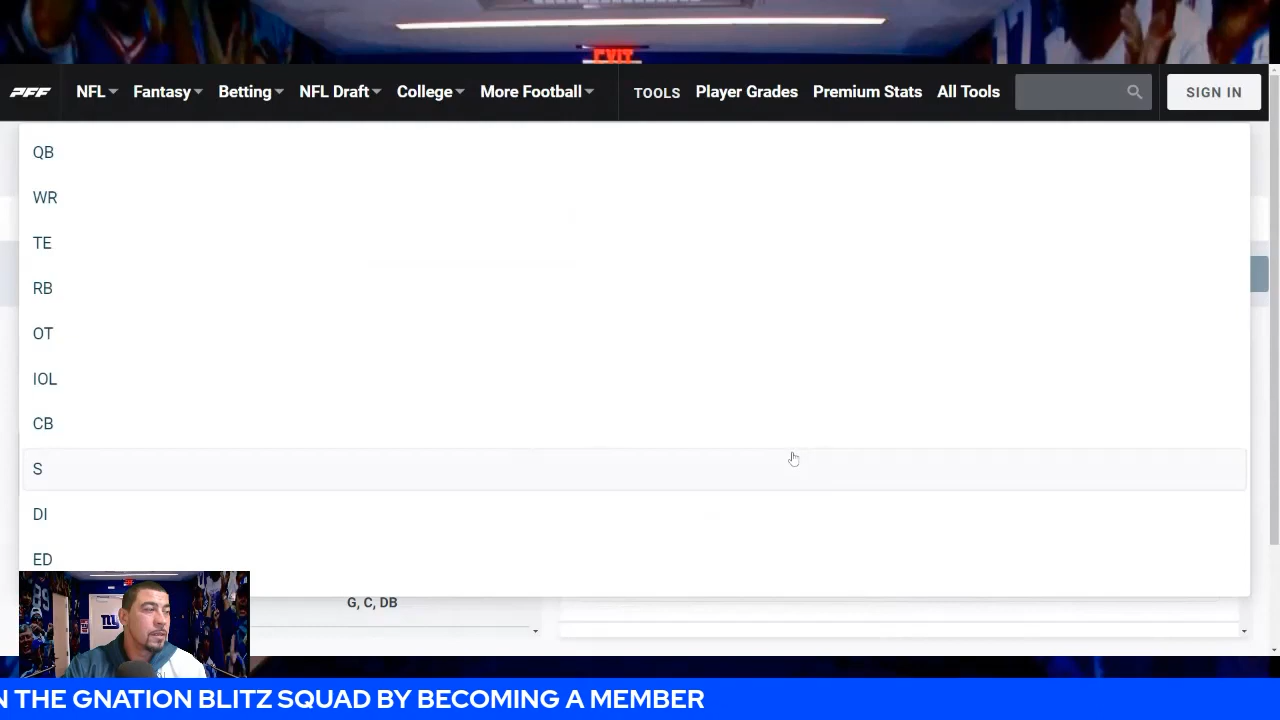 EXIT
PFF NFL Fantasy Betting NFL Draft College More Football TOOLS Player Grades Premium Stats All Tools SIGN IN
QB
WR
TE
RB
OT
IOL
CB
S
DI
ED
G, C, DB
N THE GNATION BLITZ SQUAD BY BECOMING A MEMBER